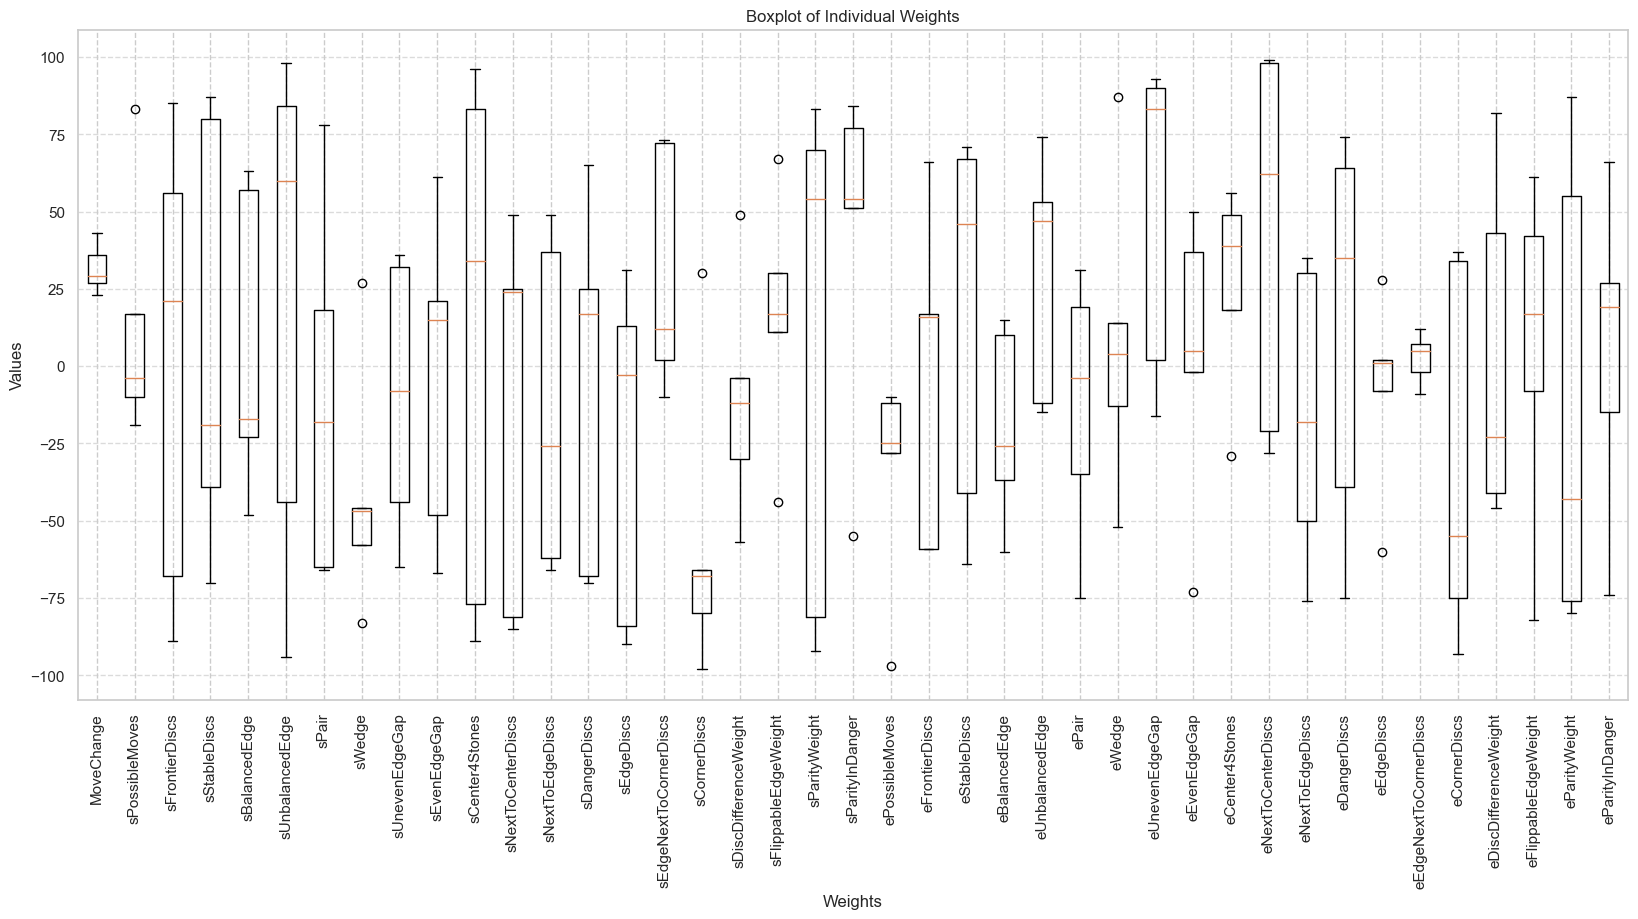 Boxplot of Individual Weights
100
75
50
25
0
−25
−50
−75
−100
Values
MoveChange
sPossibleMoves
sFrontierDiscs
sStableDiscs
sBalancedEdge
sUnbalancedEdge
sPair
sWedge
sUnevenEdgeGap
sEvenEdgeGap
sCenter4Stones
sNextToCenterDiscs
sNextToEdgeDiscs
sDangerDiscs
sEdgeDiscs
sEdgeNextToCornerDiscs
sCornerDiscs
sDiscDifferenceWeight
sFlippableEdgeWeight
sParityWeight
sParityInDanger
ePossibleMoves
eFrontierDiscs
eStableDiscs
eBalancedEdge
eUnbalancedEdge
ePair
eWedge
eUnevenEdgeGap
eEvenEdgeGap
eCenter4Stones
eNextToCenterDiscs
eNextToEdgeDiscs
eDangerDiscs
eEdgeDiscs
eEdgeNextToCornerDiscs
eCornerDiscs
eDiscDifferenceWeight
eFlippableEdgeWeight
eParityWeight
eParityInDanger
Weights